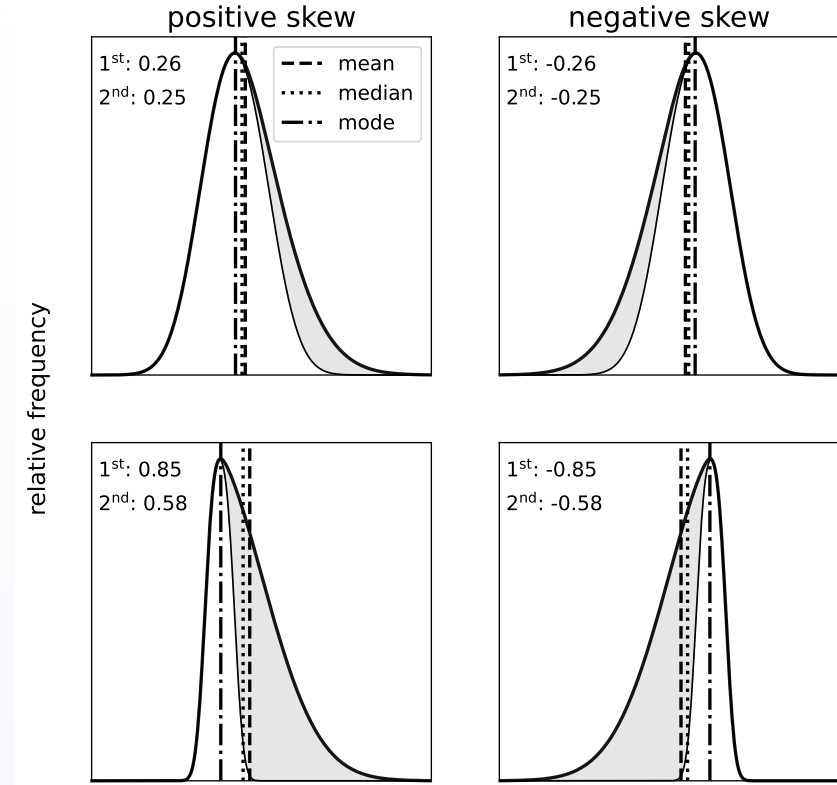 positive skew
negative skew
1st: 0.26
2nd: 0.25
mean
median
mode
1st: -0.26
2nd: -0.25
relative frequency
1st: 0.85
2nd: 0.58
1st: -0.85
2nd: -0.58